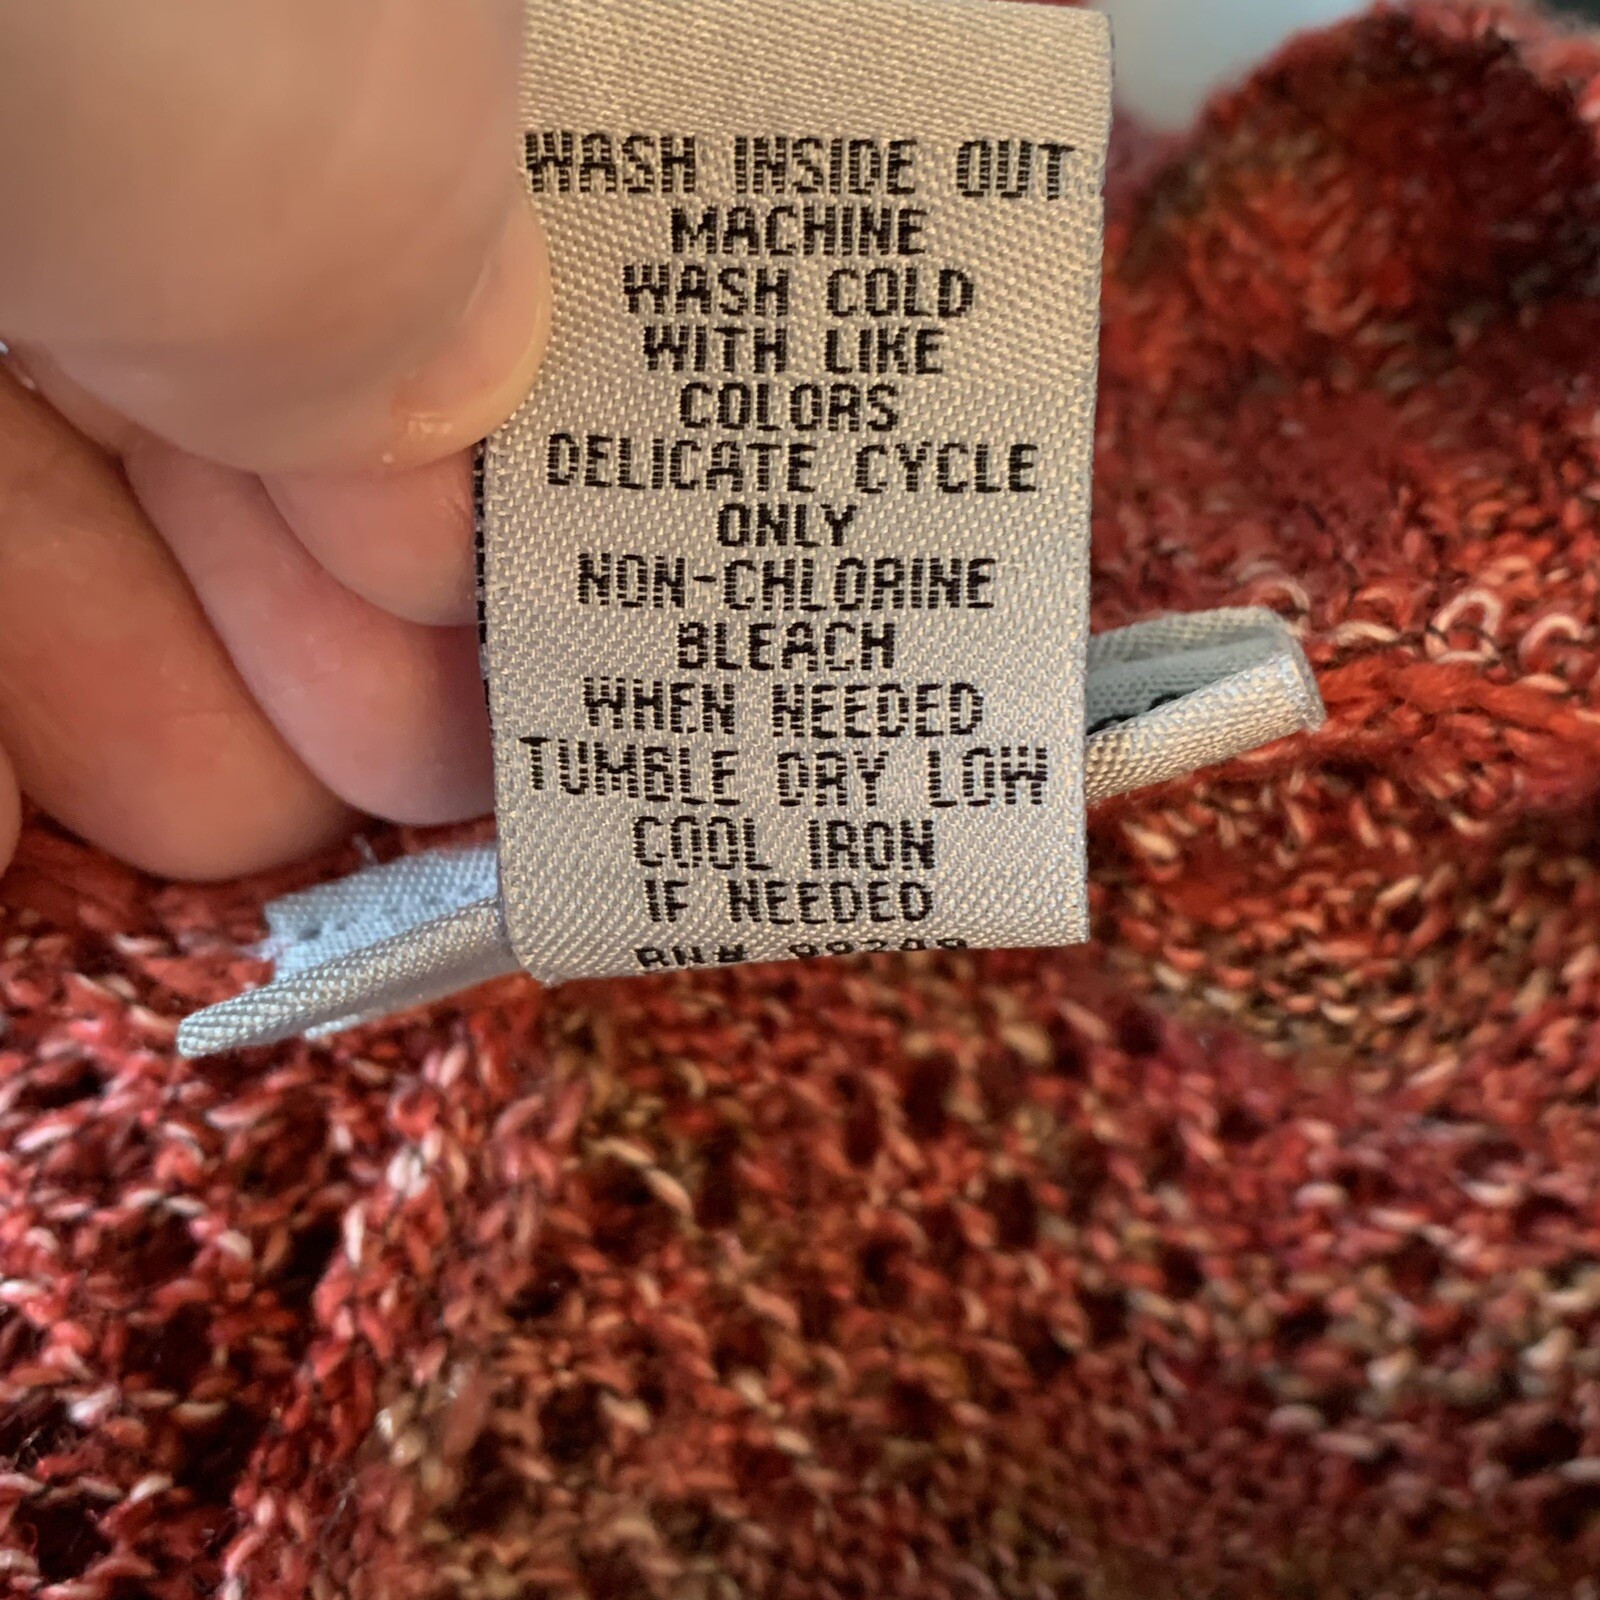 WASH INSIDE OUT
MACHINE
WASH COLD
WITH LIKE
COLORS
DELICATE CYCLE
ONLY
NON-CHLORINE
BLEACH
WHEN NEEDED
TUMBLE DRY LOW
COOL IRON
IF NEEDED
RN#